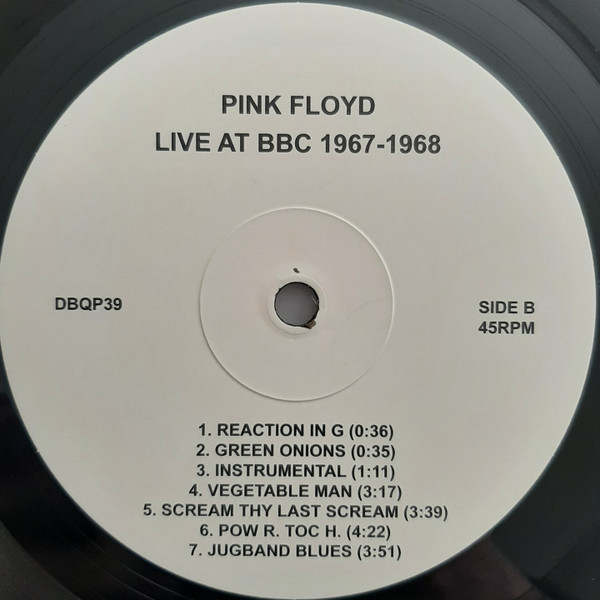 PINK FLOYD
LIVE AT BBC 1967-1968
DBQP39
SIDE B
45RPM
1. REACTION IN G (0:36)
2. GREEN ONIONS (0:35)
3. INSTRUMENTAL (1:11)
4. VEGETABLE MAN (3:17)
5. SCREAM THY LAST SCREAM (3:39)
6. POW R. TOC H. (4:22)
7. JUGBAND BLUES (3:51)